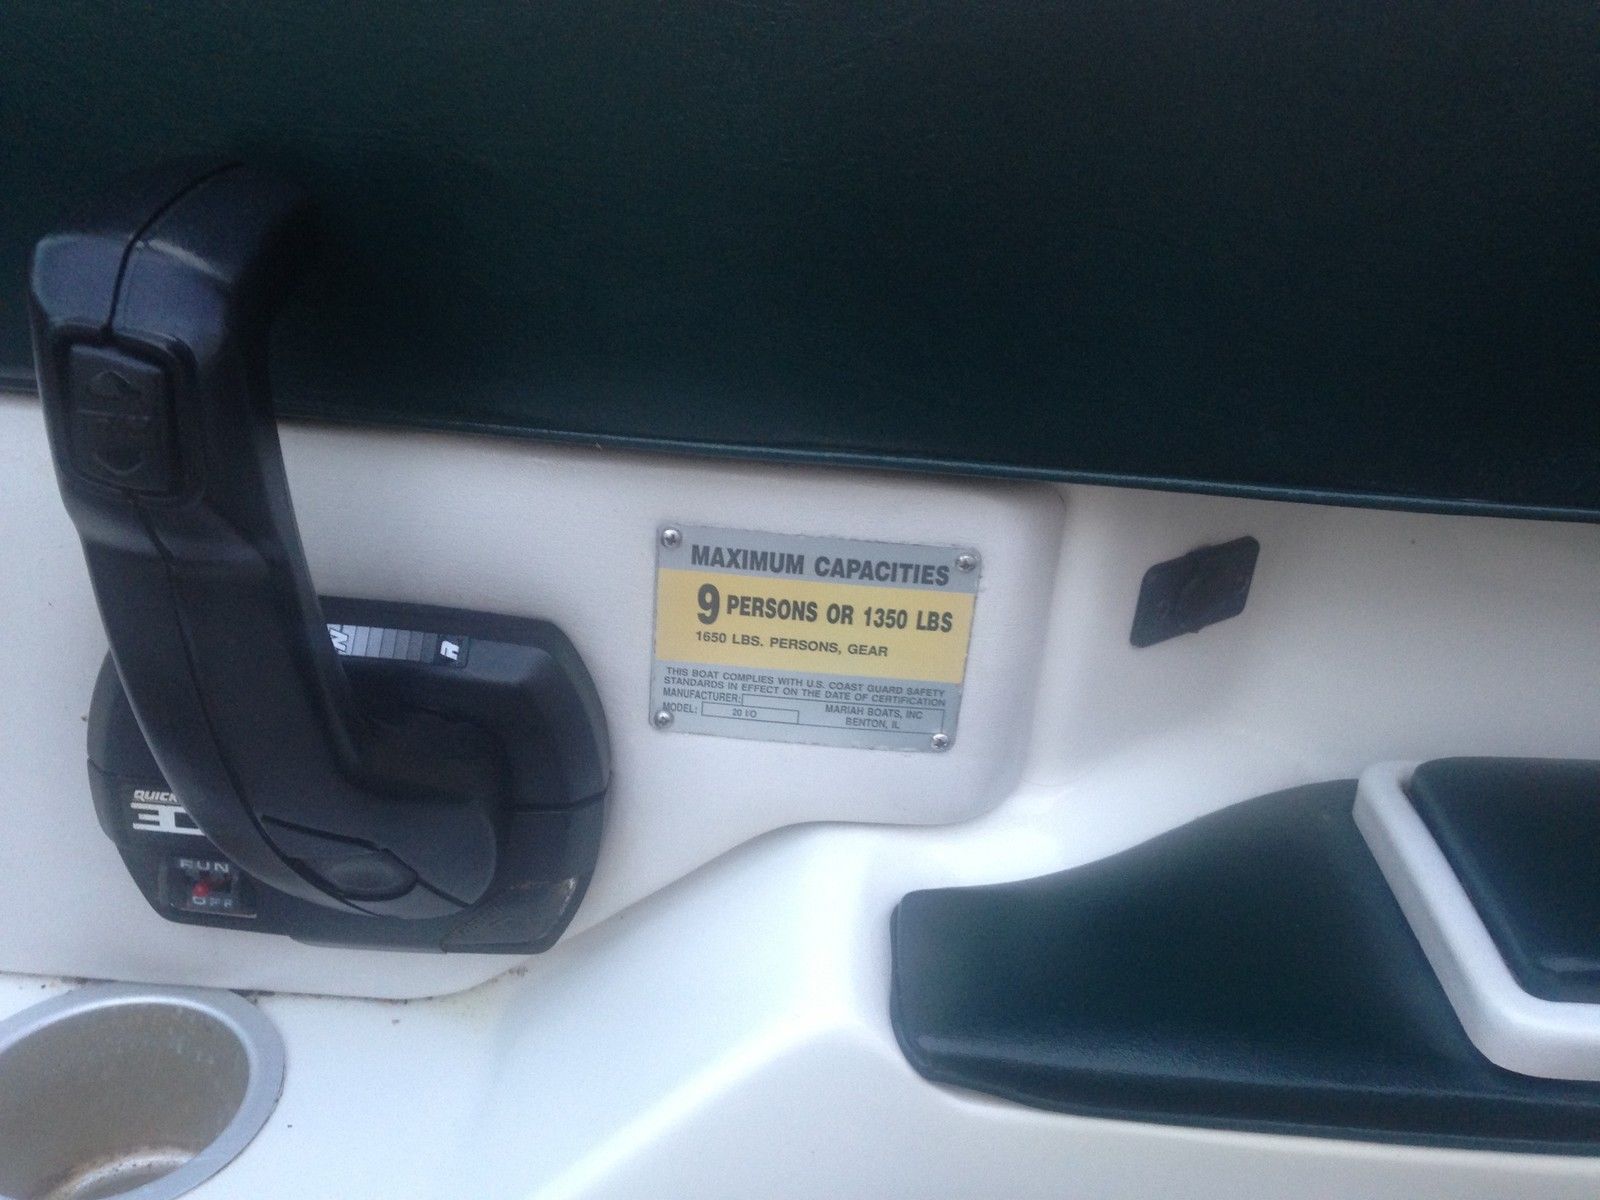 MAXIMUM CAPACITIES
9 PERSONS OR 1350 LBS
1650 LBS. PERSONS, GEAR
THIS BOAT COMPLIES WITH U.S. COAST GUARD SAFETY
STANDARDS IN EFFECT ON THE DATE OF CERTIFICATION
MANUFACTURER: MARIAH BOATS, INC
MODEL: 20 I/O BENTON, IL
N
R
QUICK
RUN
OFF